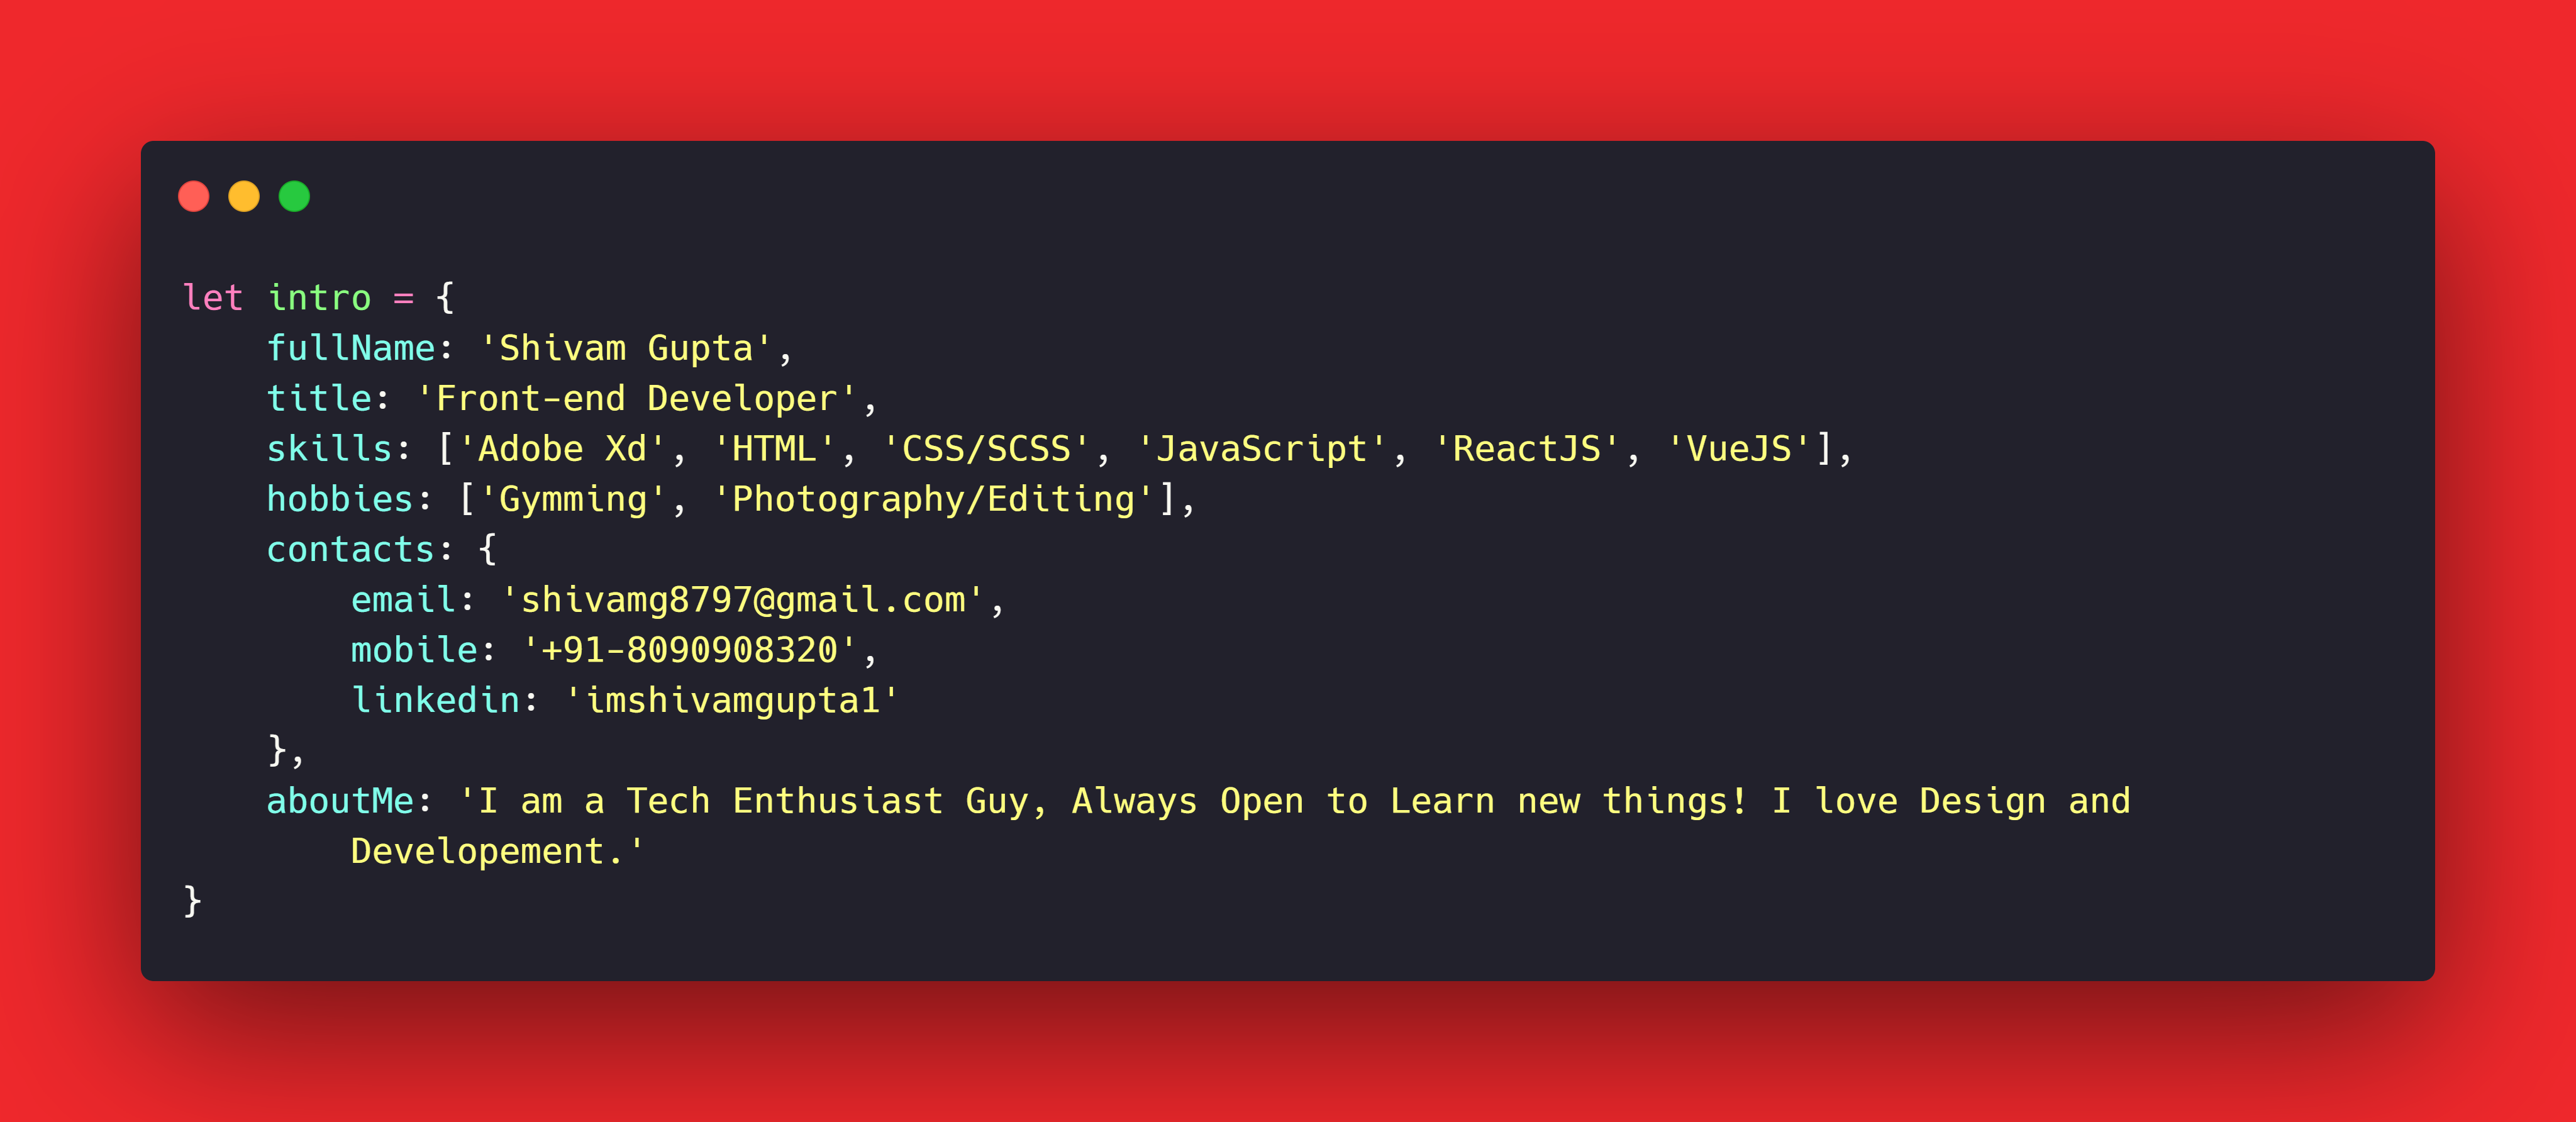 let intro = {
    fullName: 'Shivam Gupta',
    title: 'Front-end Developer',
    skills: ['Adobe Xd', 'HTML', 'CSS/SCSS', 'JavaScript', 'ReactJS', 'VueJS'],
    hobbies: ['Gymming', 'Photography/Editing'],
    contacts: {
        email: 'shivamg8797@gmail.com',
        mobile: '+91-8090908320',
        linkedin: 'imshivamgupta1'
    },
    aboutMe: 'I am a Tech Enthusiast Guy, Always Open to Learn new things! I love Design and
        Developement.'
}